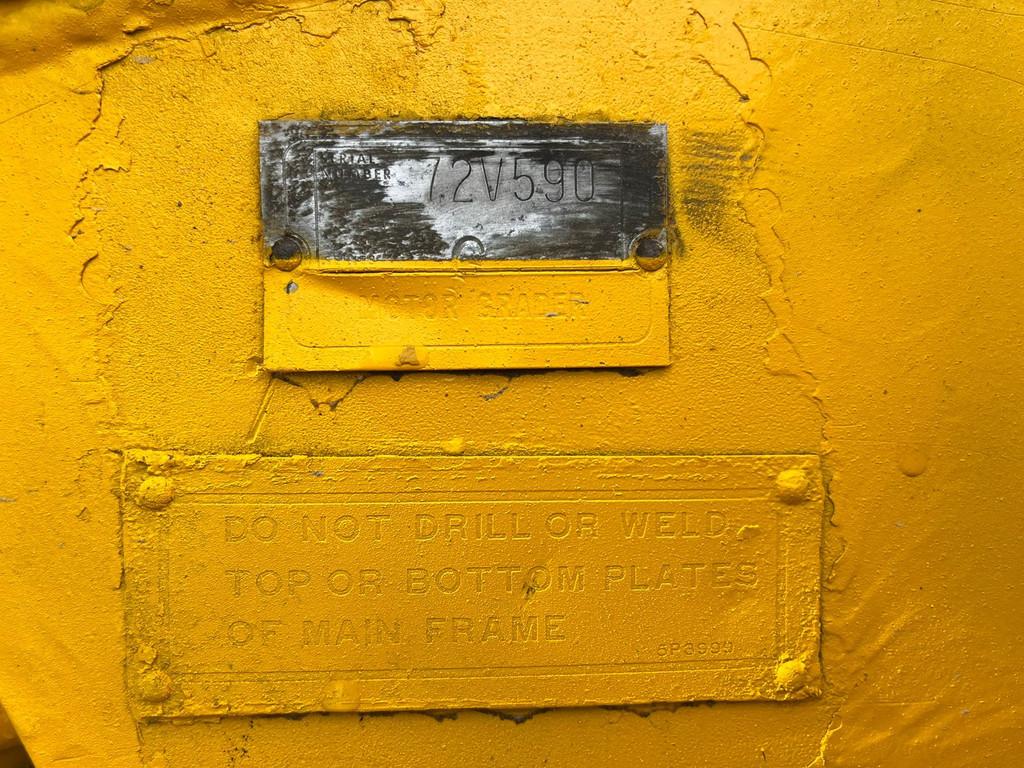 SERIAL
NUMBER
72V590
MOTOR GRADER
DO NOT DRILL OR WELD
TOP OR BOTTOM PLATES
OF MAIN FRAME
5P3999